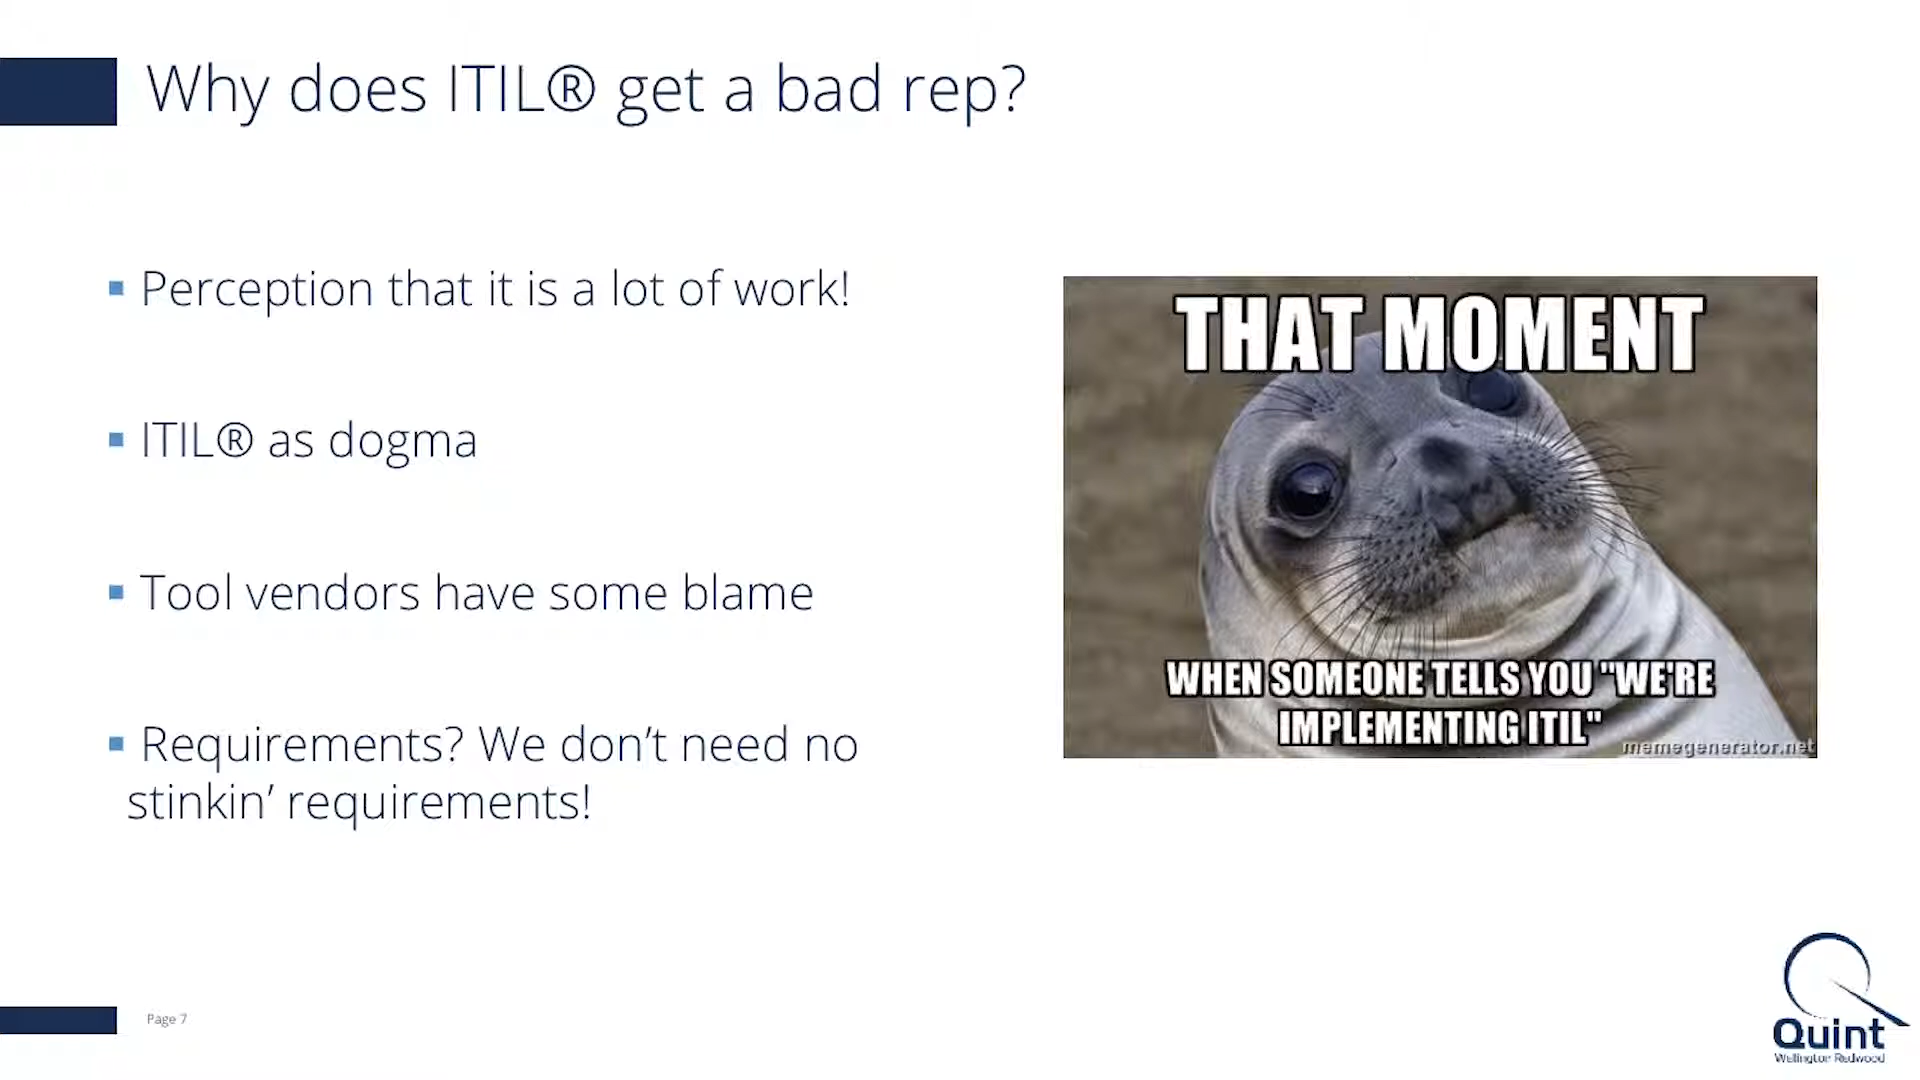 Why does ITIL® get a bad rep?
Perception that it is a lot of work!
ITIL® as dogma
Tool vendors have some blame
Requirements? We don’t need no
stinkin’ requirements!
THAT MOMENT
WHEN SOMEONE TELLS YOU "WE'RE
IMPLEMENTING ITIL"
memegenerator.net
Page 7
Quint
Wellington Redwood